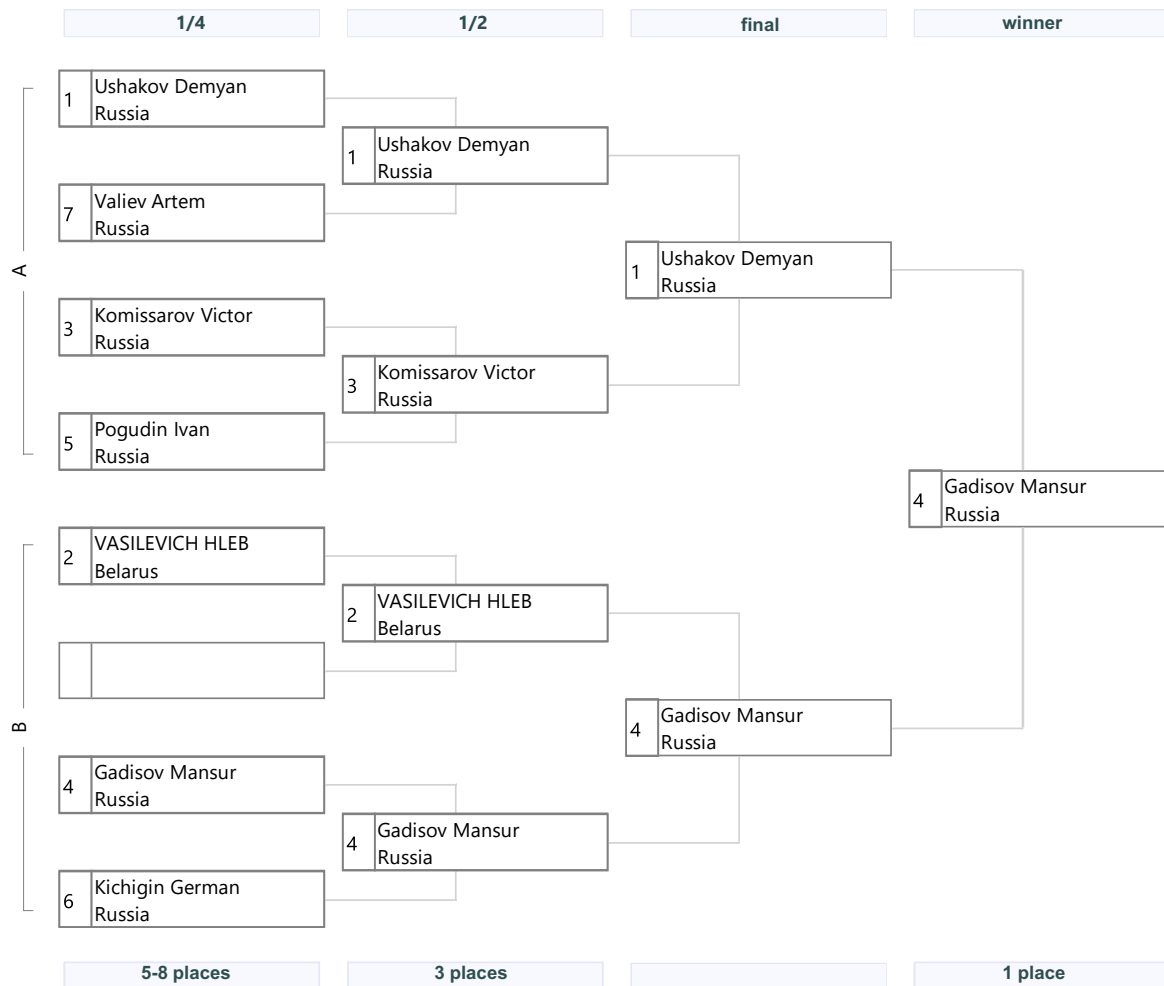 1/4
1/2
final
winner
A
1
Ushakov Demyan
Russia
7
Valiev Artem
Russia
3
Komissarov Victor
Russia
5
Pogudin Ivan
Russia
B
2
VASILEVICH HLEB
Belarus
4
Gadisov Mansur
Russia
6
Kichigin German
Russia
1
Ushakov Demyan
Russia
3
Komissarov Victor
Russia
2
VASILEVICH HLEB
Belarus
4
Gadisov Mansur
Russia
1
Ushakov Demyan
Russia
4
Gadisov Mansur
Russia
4
Gadisov Mansur
Russia
5-8 places
3 places
1 place